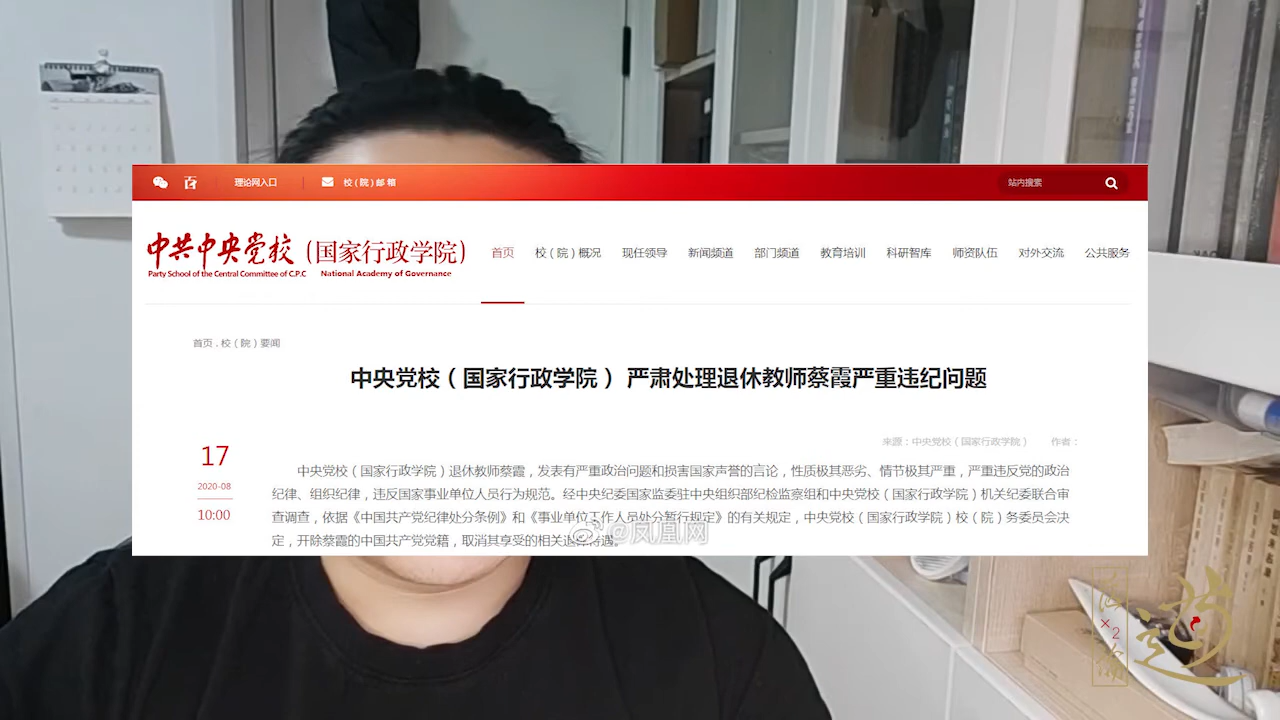 理论网入口
校(院)邮箱
站内搜索
中共中央党校(国家行政学院)
Party School of the Central Committee of C.P.C National Academy of Governance
首页 校(院)概况 现任领导 新闻频道 部门频道 教育培训 科研智库 师资队伍 对外交流 公共服务
首页 . 校(院)要闻
中央党校(国家行政学院) 严肃处理退休教师蔡霞严重违纪问题
来源:中央党校(国家行政学院) 作者:
17
2020-08
10:00
中央党校(国家行政学院)退休教师蔡霞,发表有严重政治问题和损害国家声誉的言论,性质极其恶劣、情节极其严重,严重违反党的政治
纪律、组织纪律,违反国家事业单位人员行为规范。经中央纪委国家监委驻中央组织部纪检监察组和中央党校(国家行政学院)机关纪委联合审
查调查,依据《中国共产党纪律处分条例》和《事业单位工作人员处分暂行规定》的有关规定,中央党校(国家行政学院)校(院)务委员会决
定,开除蔡霞的中国共产党党籍,取消其享受的相关退休待遇。
@凤凰网
×2